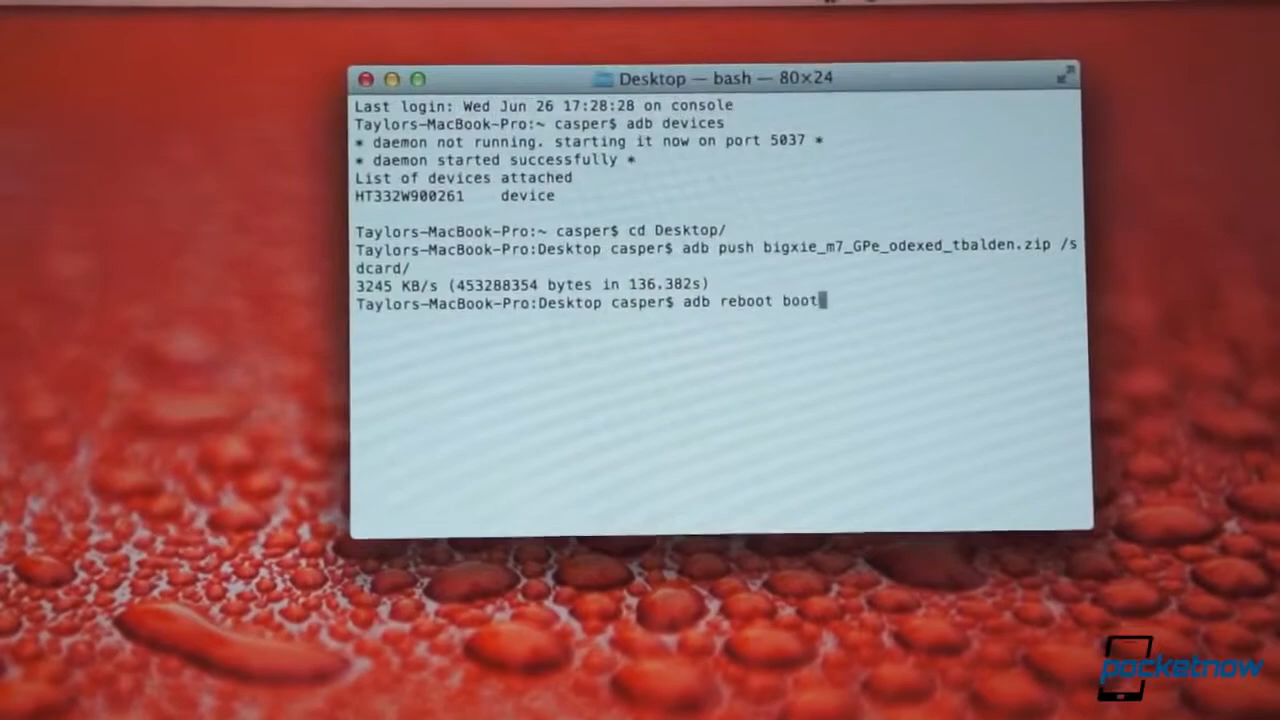 Desktop — bash — 80×24
Last login: Wed Jun 26 17:28:28 on console
Taylors-MacBook-Pro:~ casper$ adb devices
* daemon not running. starting it now on port 5037 *
* daemon started successfully *
List of devices attached
HT332W900261    device
Taylors-MacBook-Pro:~ casper$ cd Desktop/
Taylors-MacBook-Pro:Desktop casper$ adb push bigxie_m7_GPe_odexed_tbalden.zip /s
dcard/
3245 KB/s (453288354 bytes in 136.382s)
Taylors-MacBook-Pro:Desktop casper$ adb reboot boot
pocketnow